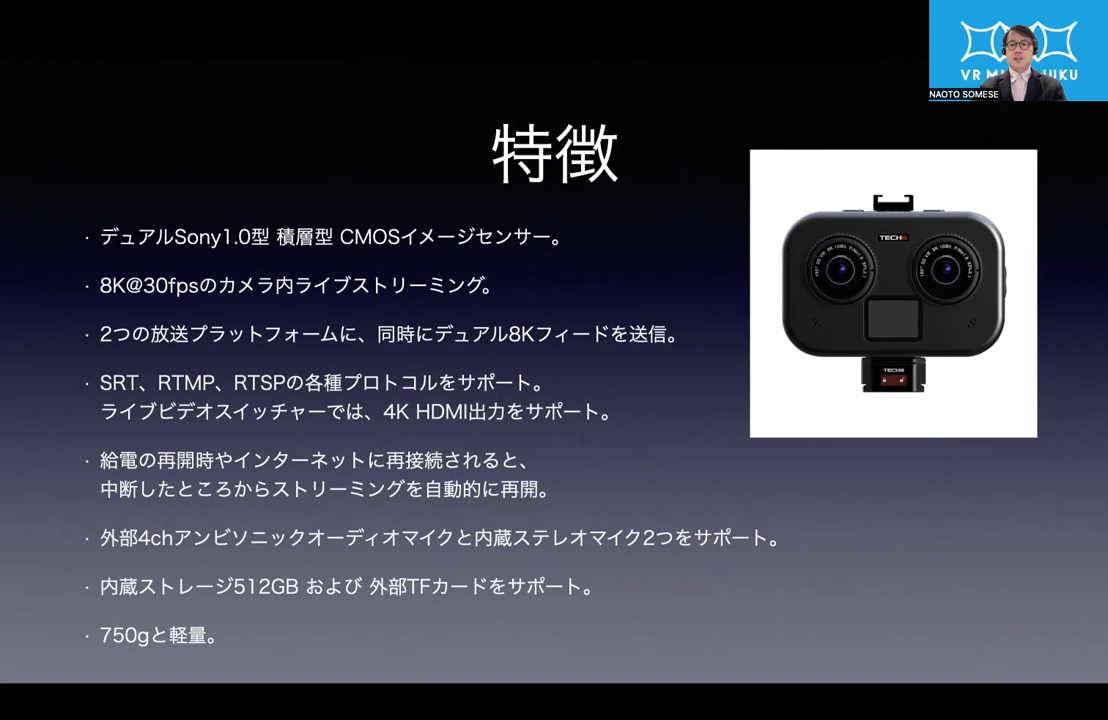 VR M
UKU
NAOTO SOMESE
特徴
・デュアルSony1.0型 積層型 CMOSイメージセンサー。
・8K@30fpsのカメラ内ライブストリーミング。
・2つの放送プラットフォームに、同時にデュアル8Kフィードを送信。
・SRT、RTMP、RTSPの各種プロトコルをサポート。
ライブビデオスイッチャーでは、4K HDMI出力をサポート。
・給電の再開時やインターネットに再接続されると、
中断したところからストリーミングを自動的に再開。
・外部4chアンビソニックオーディオマイクと内蔵ステレオマイク2つをサポート。
・内蔵ストレージ512GB および 外部TFカードをサポート。
・750gと軽量。
TECHE
TECHE